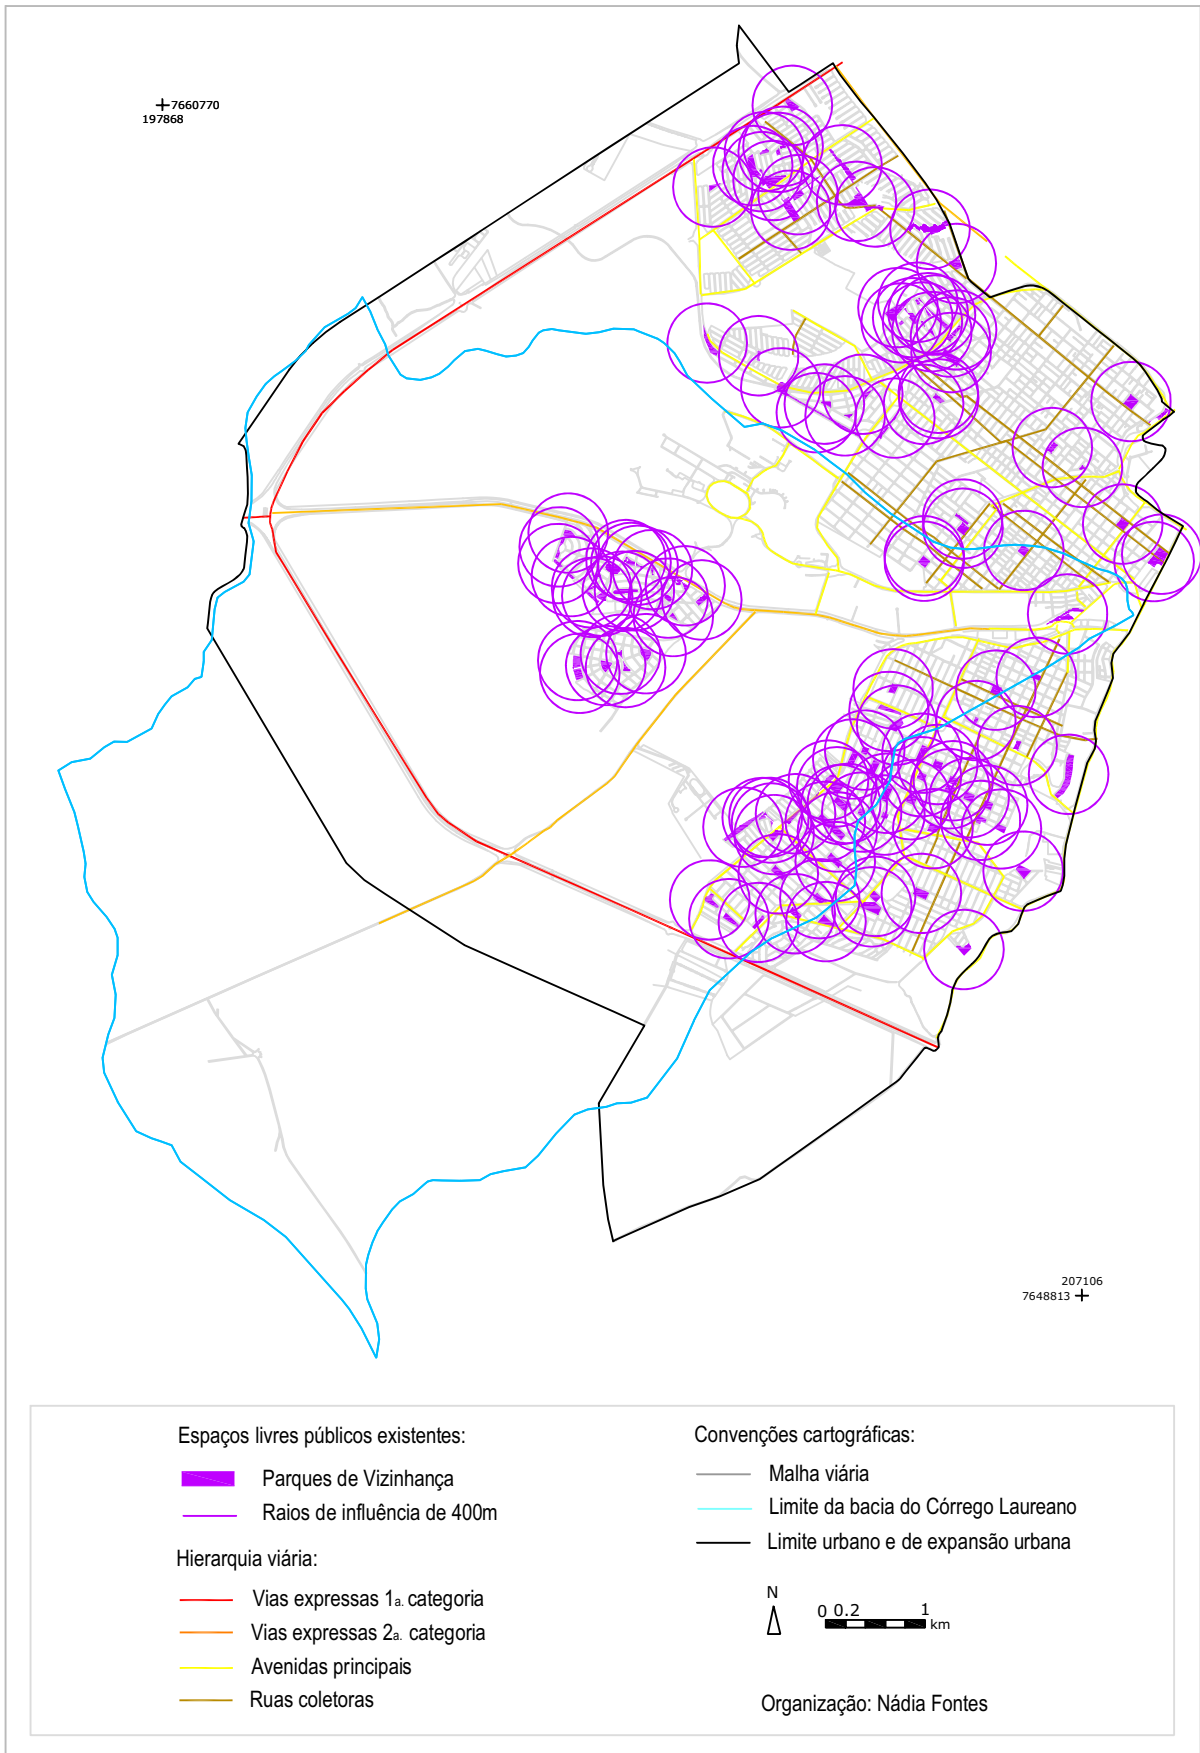 7660770
197868
207106
7648813
Espaços livres públicos existentes:
Parques de Vizinhança
Raios de influência de 400m
Hierarquia viária:
Vias expressas 1a. categoria
Vias expressas 2a. categoria
Avenidas principais
Ruas coletoras
Convenções cartográficas:
Malha viária
Limite da bacia do Córrego Laureano
Limite urbano e de expansão urbana
N
0 0.2 1
km
Organização: Nádia Fontes